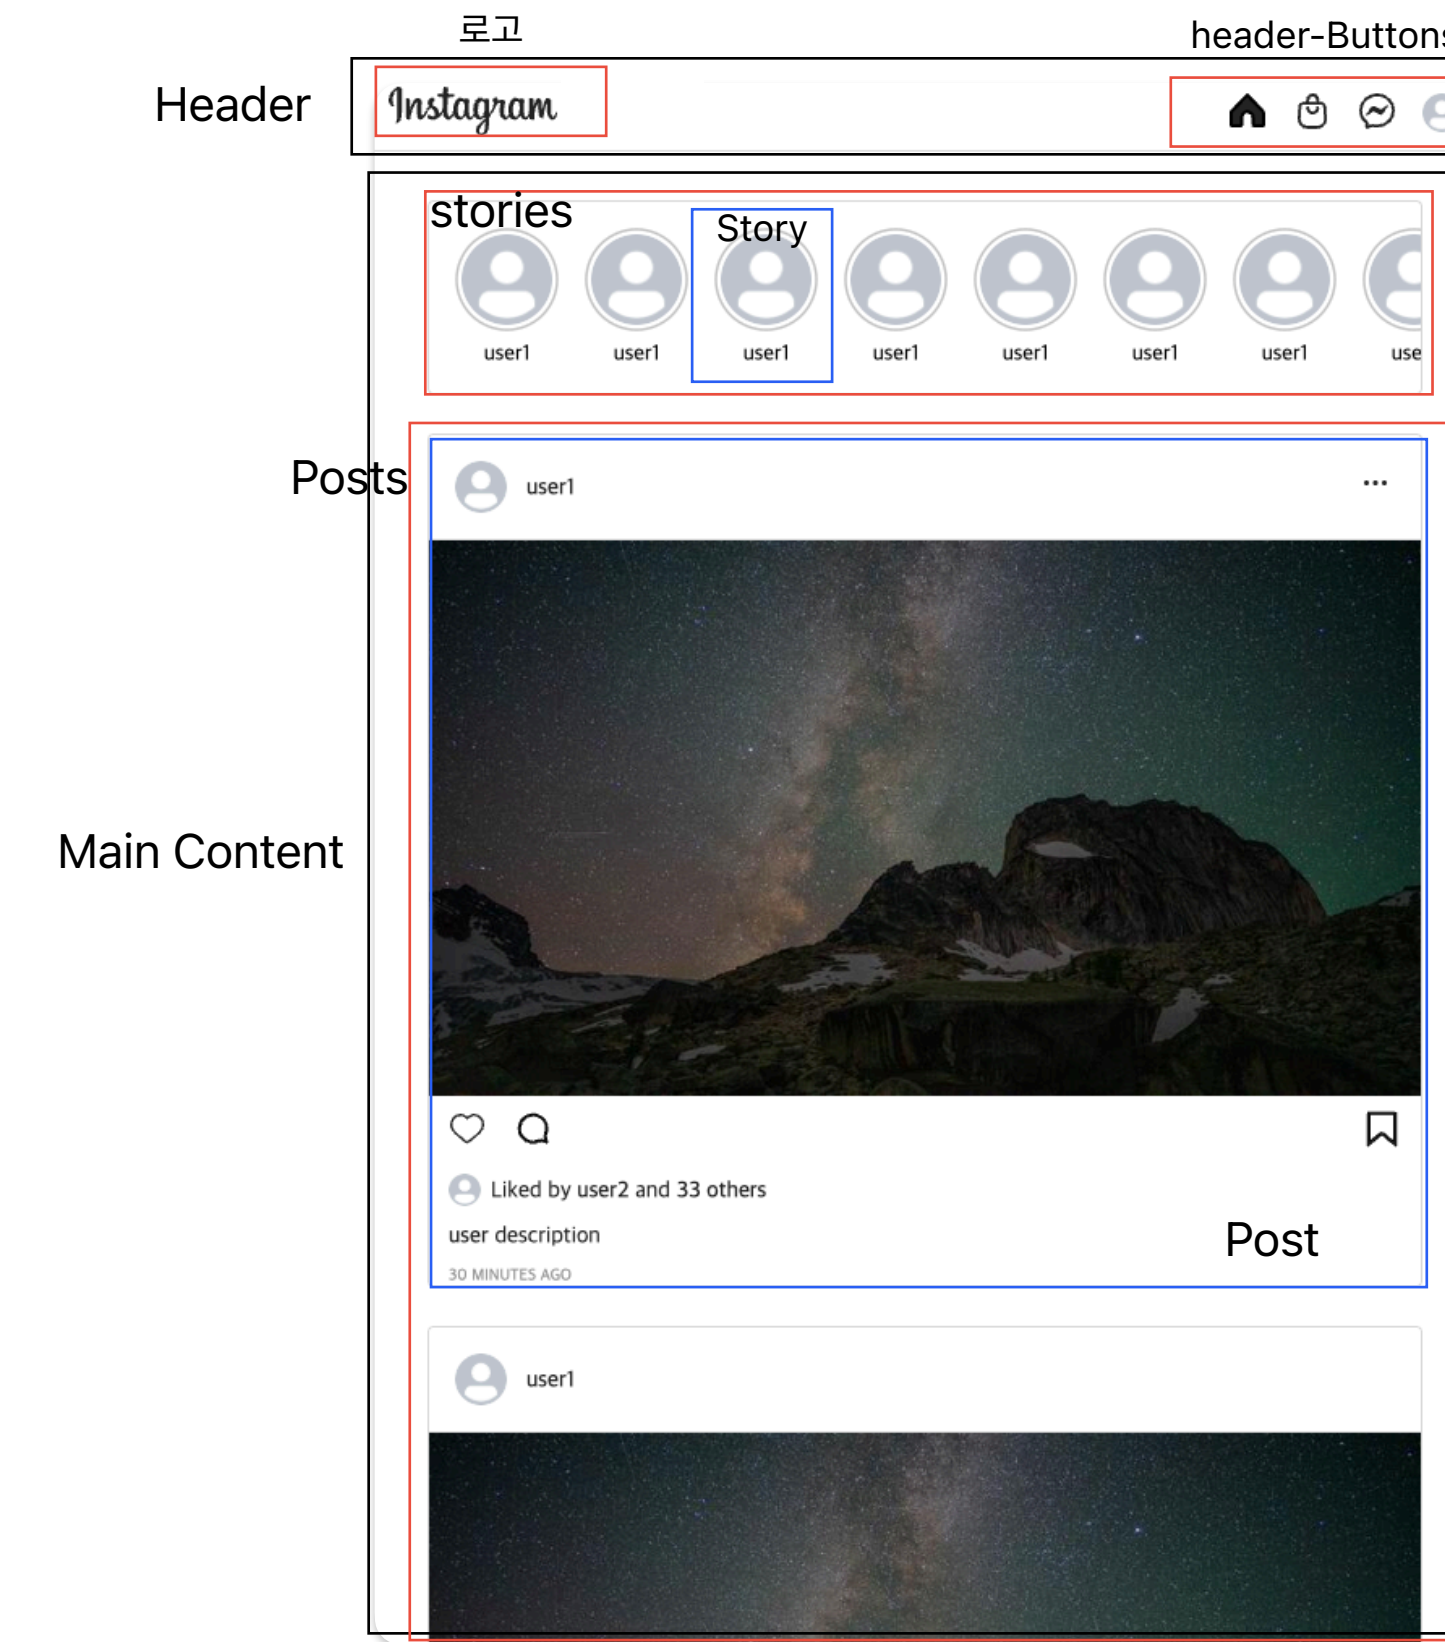 로고
header-Buttons
Header
Instagram
stories
Story
user1
user1
user1
user1
user1
user1
user1
use
Posts
user1
Main Content
Liked by user2 and 33 others
user description
Post
30 MINUTES AGO
user1